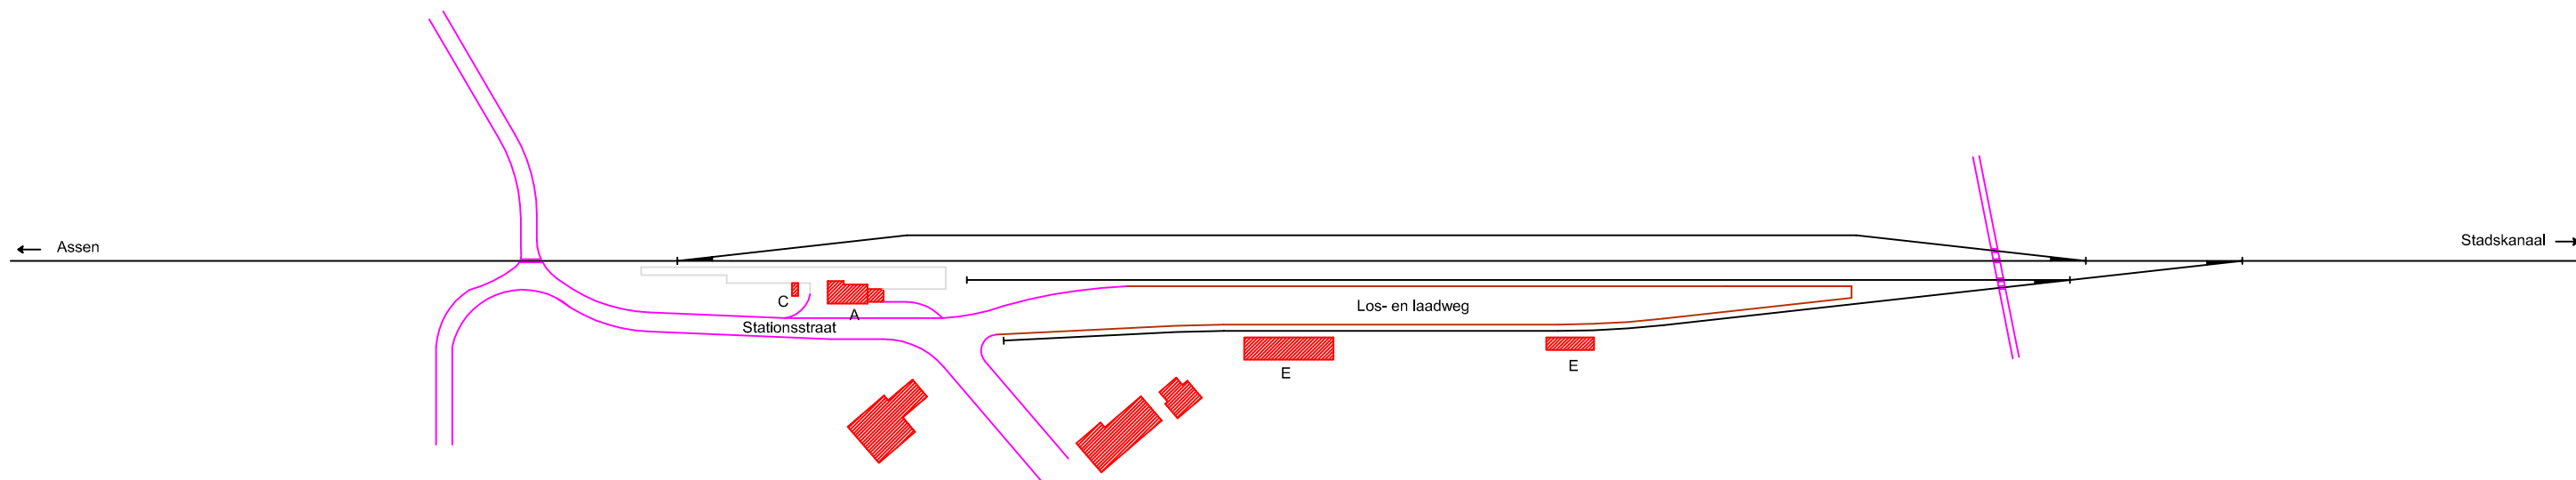 Assen
Stadskanaal
C
A
Stationsstraat
Los- en laadweg
E
E